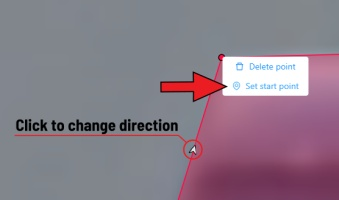 Delete point
Set start point
Click to change direction